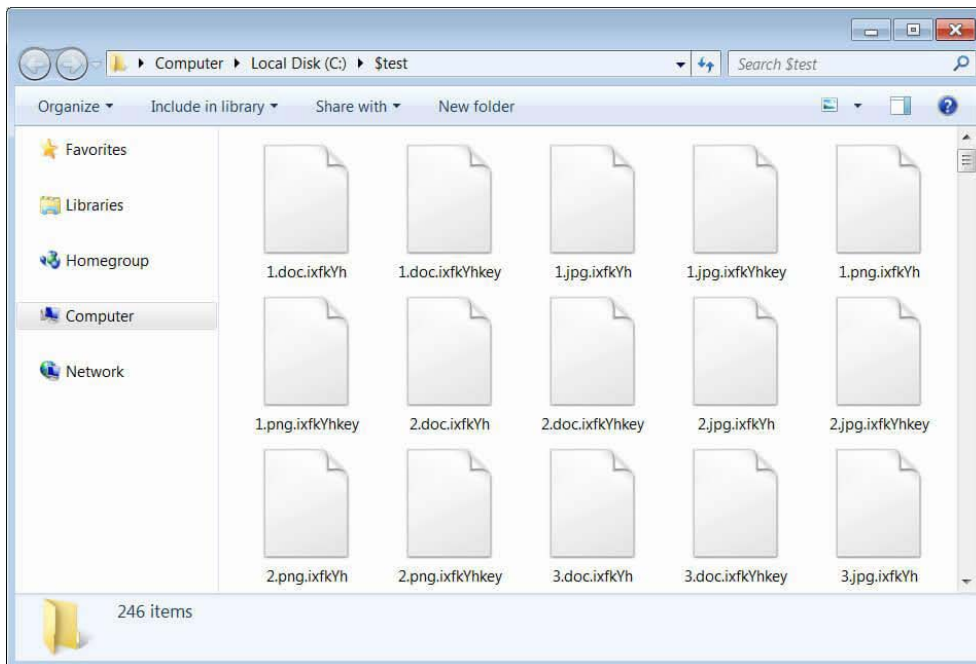 Computer Local Disk (C:) $test
Search $test
Organize Include in library Share with New folder
Favorites
Libraries
Homegroup
Computer
Network
1.doc.ixfkYh 1.doc.ixfkYhkey 1.jpg.ixfkYh 1.jpg.ixfkYhkey 1.png.ixfkYh
1.png.ixfkYhkey 2.doc.ixfkYh 2.doc.ixfkYhkey 2.jpg.ixfkYh 2.jpg.ixfkYhkey
2.png.ixfkYh 2.png.ixfkYhkey 3.doc.ixfkYh 3.doc.ixfkYhkey 3.jpg.ixfkYh
246 items